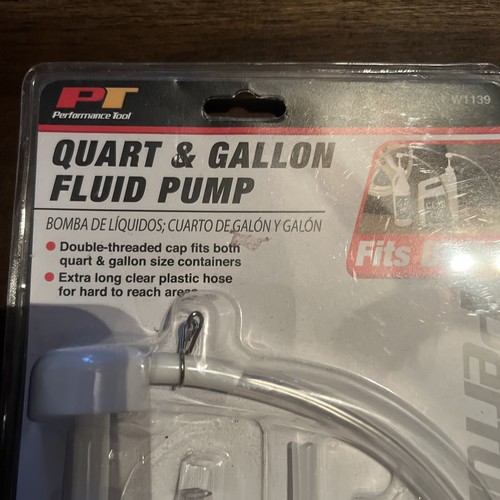 PT
Performance Tool
W1139
QUART & GALLON
FLUID PUMP
BOMBA DE LÍQUIDOS; CUARTO DE GALÓN Y GALÓN
Double-threaded cap fits both
quart & gallon size containers
Extra long clear plastic hose
for hard to reach areas
Fits